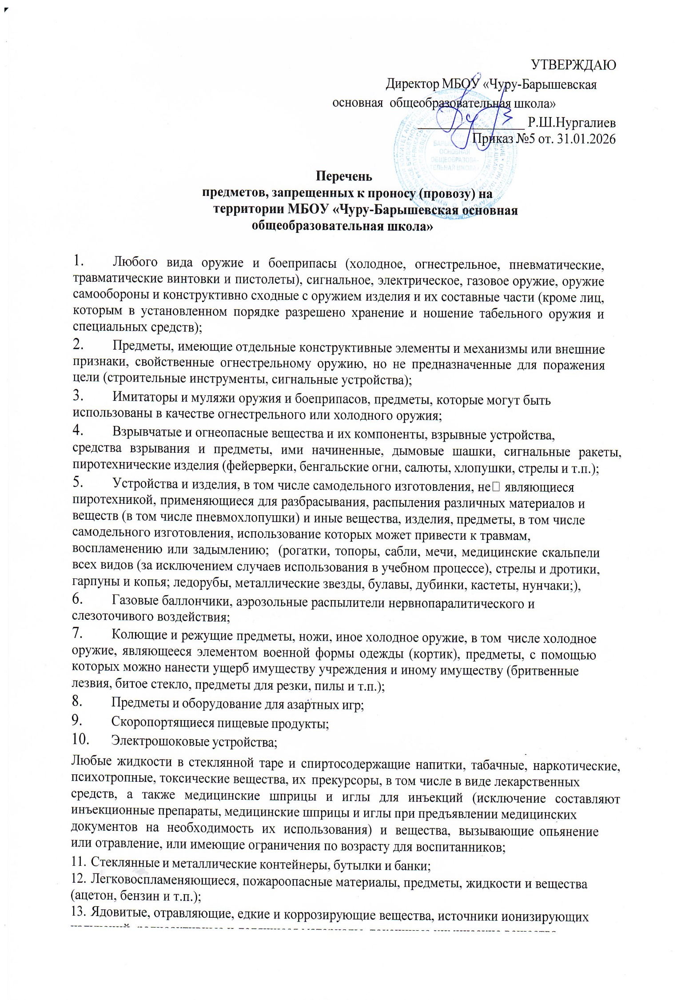 УТВЕРЖДАЮ
Директор МБОУ «Чуру-Барышевская
основная общеобразовательная школа»
________________ Р.Ш.Нургалиев
Приказ №5 от. 31.01.2026
БАРЫШЕВСКАЯ
ОСНОВНАЯ
ОБЩЕОБРАЗОВА-
ТЕЛЬНАЯ ШКОЛА»
Перечень
предметов, запрещенных к проносу (провозу) на
территории МБОУ «Чуру-Барышевская основная
общеобразовательная школа»
1. Любого вида оружие и боеприпасы (холодное, огнестрельное, пневматические,
травматические винтовки и пистолеты), сигнальное, электрическое, газовое оружие, оружие
самообороны и конструктивно сходные с оружием изделия и их составные части (кроме лиц,
которым в установленном порядке разрешено хранение и ношение табельного оружия и
специальных средств);
2. Предметы, имеющие отдельные конструктивные элементы и механизмы или внешние
признаки, свойственные огнестрельному оружию, но не предназначенные для поражения
цели (строительные инструменты, сигнальные устройства);
3. Имитаторы и муляжи оружия и боеприпасов, предметы, которые могут быть
использованы в качестве огнестрельного или холодного оружия;
4. Взрывчатые и огнеопасные вещества и их компоненты, взрывные устройства,
средства взрывания и предметы, ими начиненные, дымовые шашки, сигнальные ракеты,
пиротехнические изделия (фейерверки, бенгальские огни, салюты, хлопушки, стрелы и т.п.);
5. Устройства и изделия, в том числе самодельного изготовления, не являющиеся
пиротехникой, применяющиеся для разбрасывания, распыления различных материалов и
веществ (в том числе пневмохлопушки) и иные вещества, изделия, предметы, в том числе
самодельного изготовления, использование которых может привести к травмам,
воспламенению или задымлению; (рогатки, топоры, сабли, мечи, медицинские скальпели
всех видов (за исключением случаев использования в учебном процессе), стрелы и дротики,
гарпуны и копья; ледорубы, металлические звезды, булавы, дубинки, кастеты, нунчаки;),
6. Газовые баллончики, аэрозольные распылители нервнопаралитического и
слезоточивого воздействия;
7. Колющие и режущие предметы, ножи, иное холодное оружие, в том числе холодное
оружие, являющееся элементом военной формы одежды (кортик), предметы, с помощью
которых можно нанести ущерб имуществу учреждения и иному имуществу (бритвенные
лезвия, битое стекло, предметы для резки, пилы и т.п.);
8. Предметы и оборудование для азартных игр;
9. Скоропортящиеся пищевые продукты;
10. Электрошоковые устройства;
Любые жидкости в стеклянной таре и спиртосодержащие напитки, табачные, наркотические,
психотропные, токсические вещества, их прекурсоры, в том числе в виде лекарственных
средств, а также медицинские шприцы и иглы для инъекций (исключение составляют
инъекционные препараты, медицинские шприцы и иглы при предъявлении медицинских
документов на необходимость их использования) и вещества, вызывающие опьянение
или отравление, или имеющие ограничения по возрасту для воспитанников;
11. Стеклянные и металлические контейнеры, бутылки и банки;
12. Легковоспламеняющиеся, пожароопасные материалы, предметы, жидкости и вещества
(ацетон, бензин и т.п.);
13. Ядовитые, отравляющие, едкие и коррозирующие вещества, источники ионизирующих